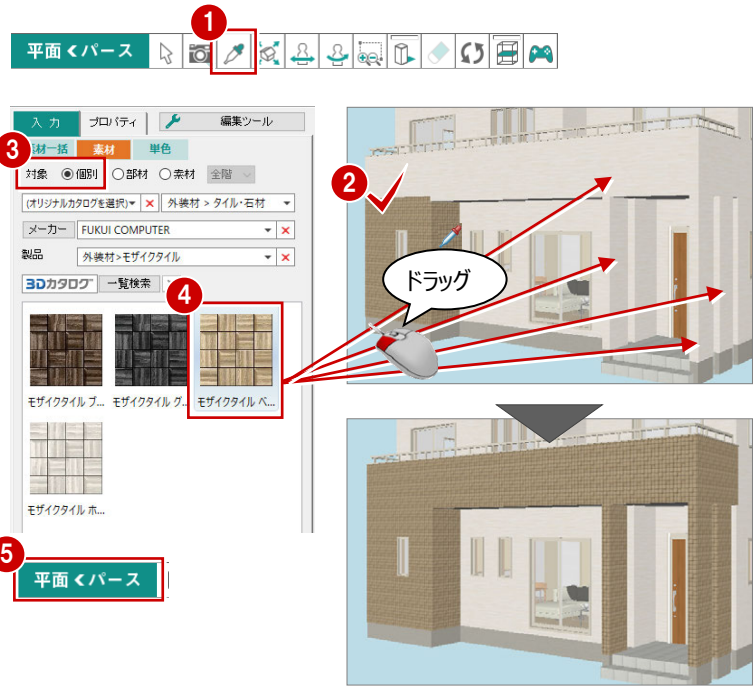 1
平面 < パース
入 力 プロパティ 編集ツール
3
材一括 素材 単色
対象 個別 部材 素材 全階
(オリジナルカタログを選択) 外装材 > タイル・石材
メーカー FUKUI COMPUTER
製品 外装材>モザイクタイル
3Dカタログ 一覧検索
4
モザイクタイル ブ... モザイクタイル グ... モザイクタイル ベ...
モザイクタイル ホ...
2
ドラッグ
5
平面 < パース